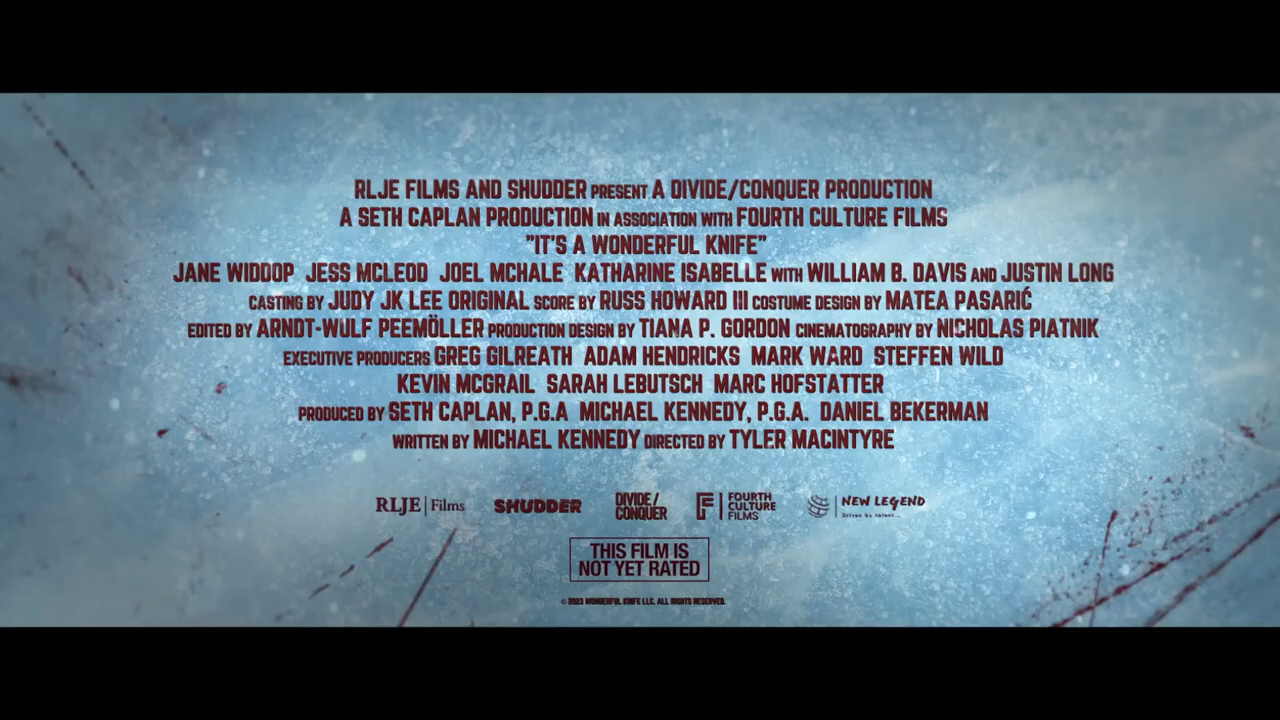 RLJE FILMS AND SHUDDER PRESENT A DIVIDE/CONQUER PRODUCTION
A SETH CAPLAN PRODUCTION IN ASSOCIATION WITH FOURTH CULTURE FILMS
"IT'S A WONDERFUL KNIFE"
JANE WIDDOP JESS MCLEOD JOEL MCHALE KATHARINE ISABELLE WITH WILLIAM B. DAVIS AND JUSTIN LONG
CASTING BY JUDY JK LEE ORIGINAL SCORE BY RUSS HOWARD III COSTUME DESIGN BY MATEA PASARIĆ
EDITED BY ARNDT-WULF PEEMÖLLER PRODUCTION DESIGN BY TIANA P. GORDON CINEMATOGRAPHY BY NICHOLAS PIATNIK
EXECUTIVE PRODUCERS GREG GILREATH ADAM HENDRICKS MARK WARD STEFFEN WILD
KEVIN MCGRAIL SARAH LEBUTSCH MARC HOFSTATTER
PRODUCED BY SETH CAPLAN, P.G.A MICHAEL KENNEDY, P.G.A. DANIEL BEKERMAN
WRITTEN BY MICHAEL KENNEDY DIRECTED BY TYLER MACINTYRE
RLJE | Films
SHUDDER
DIVIDE/
CONQUER
FOURTH
CULTURE
FILMS
NEW LEGEND
Driven by talent...
THIS FILM IS
NOT YET RATED
© 2023 WONDERFUL KNIFE LLC. ALL RIGHTS RESERVED.